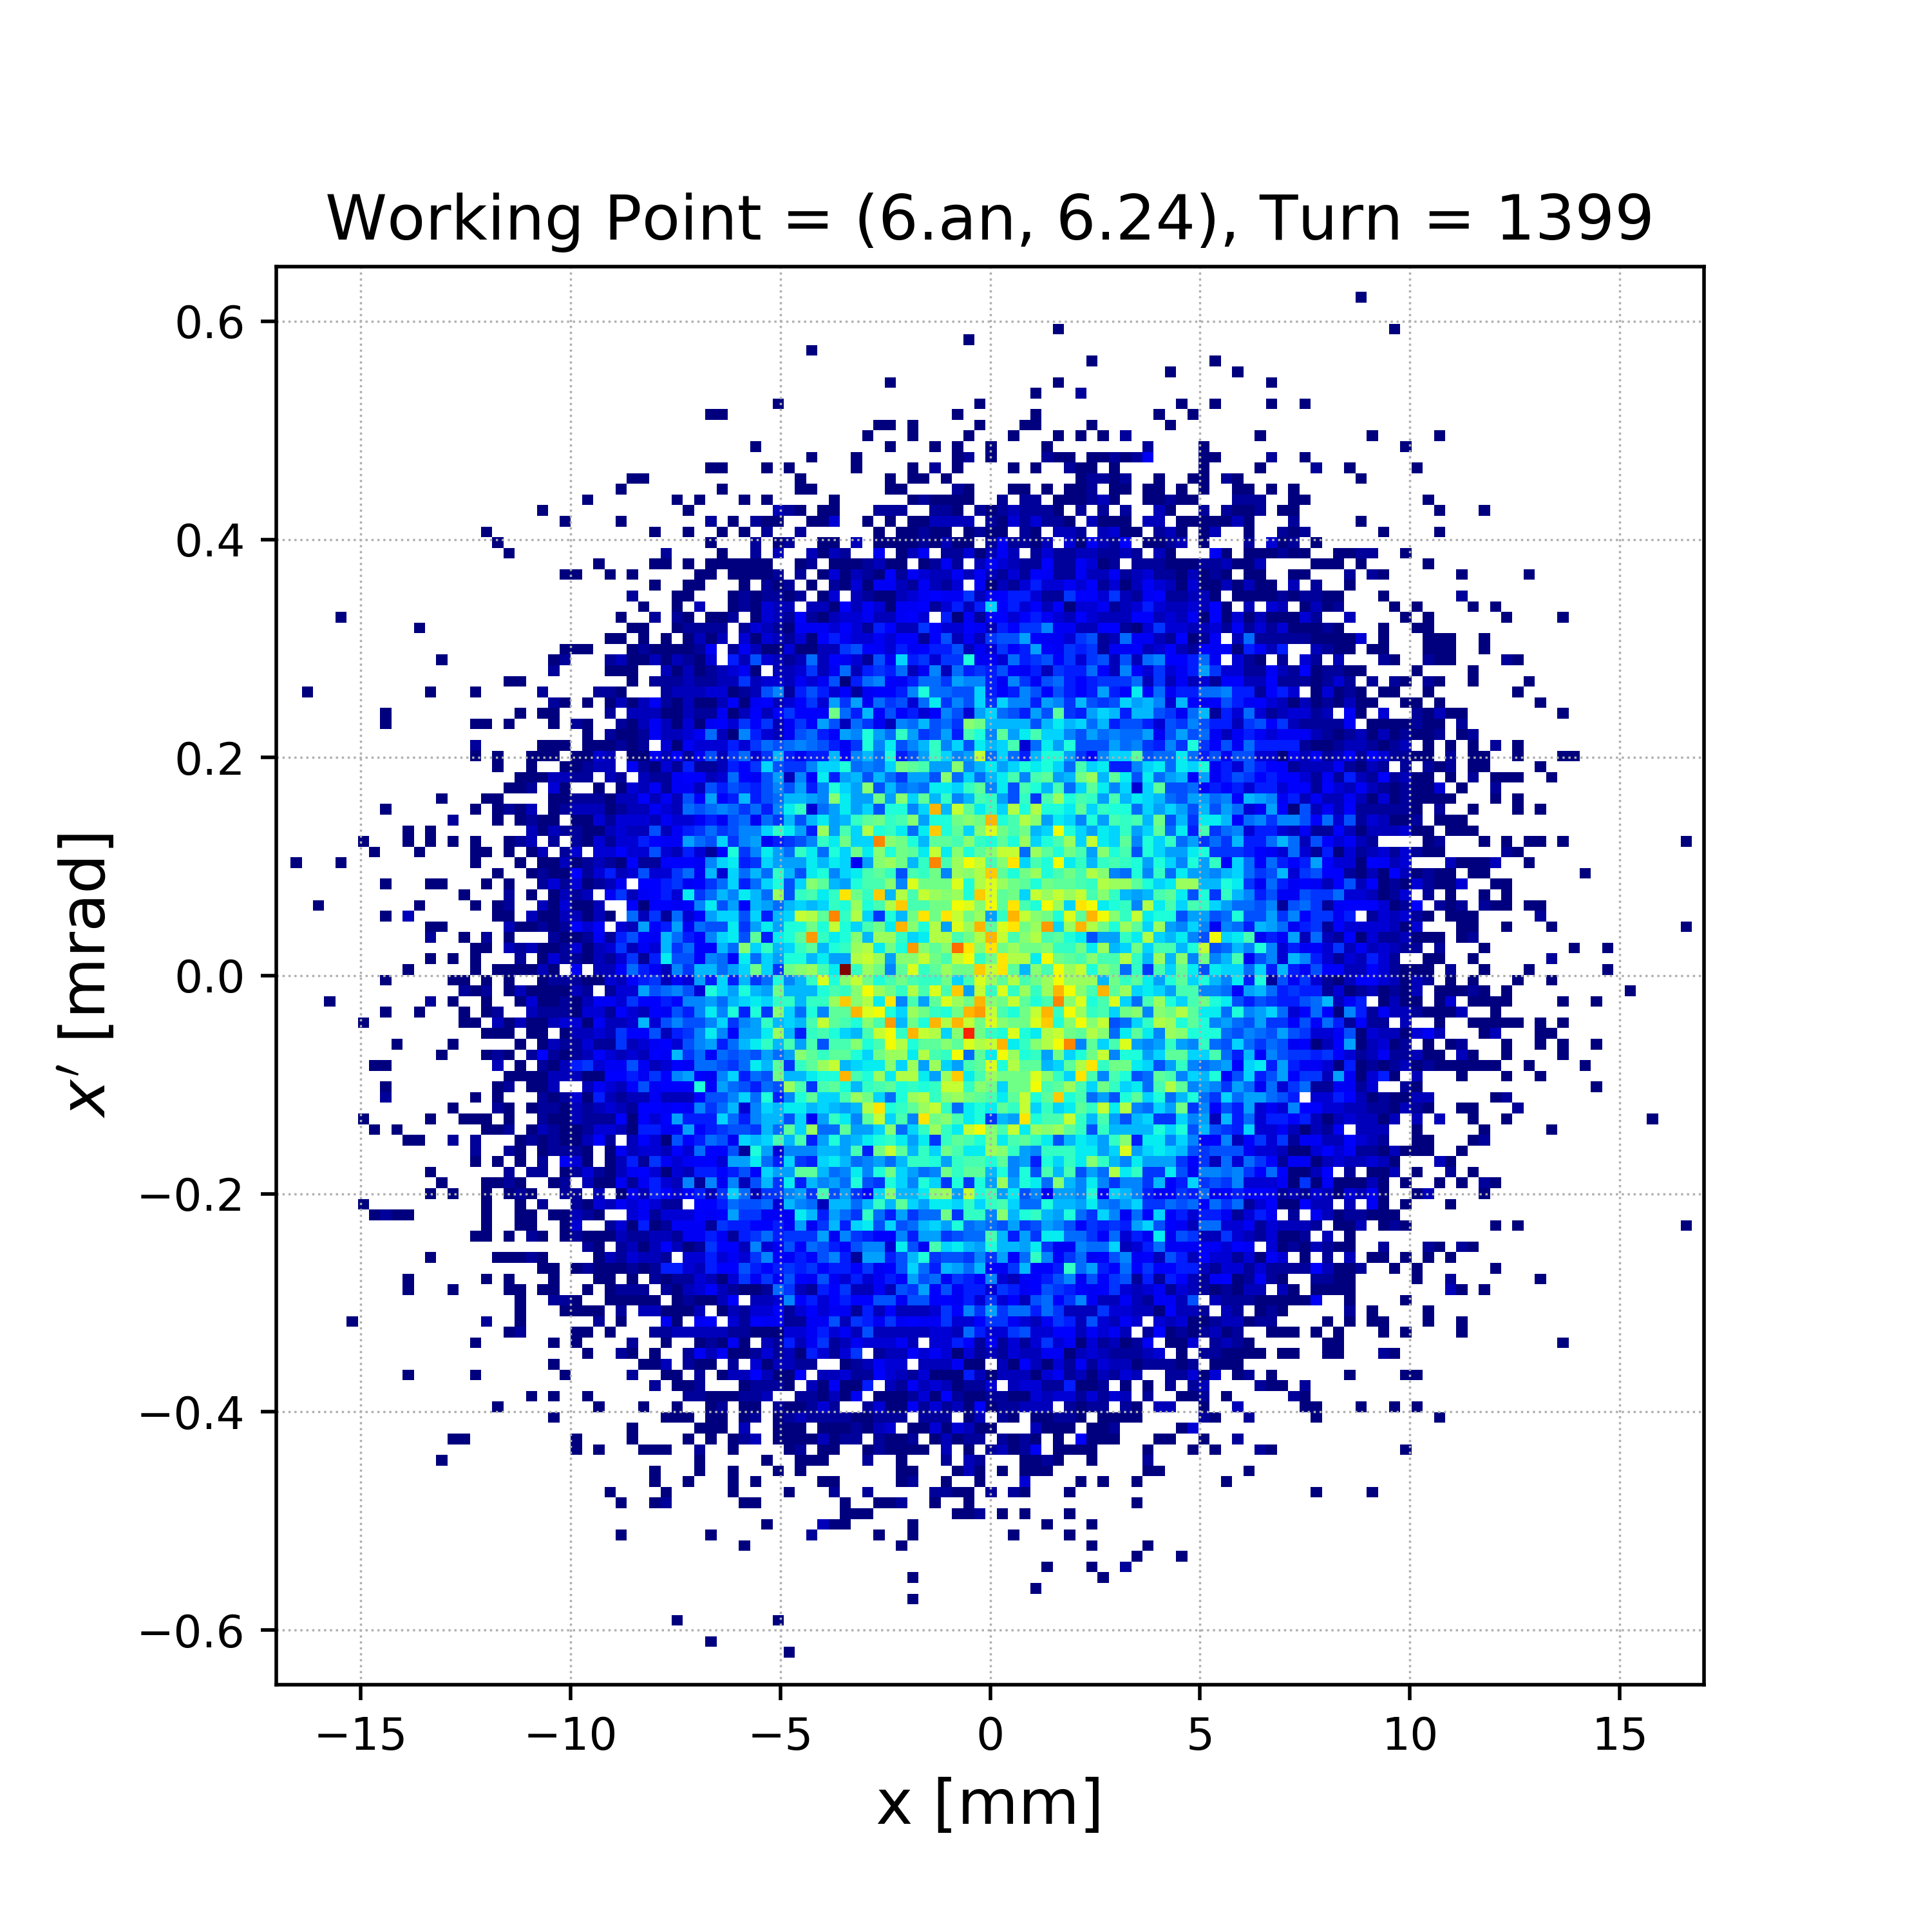 Working Point = (6.an, 6.24), Turn = 1399
0.6
0.4
0.2
0.0
−0.2
−0.4
−0.6
x′ [mrad]
−15 −10 −5 0 5 10 15
x [mm]